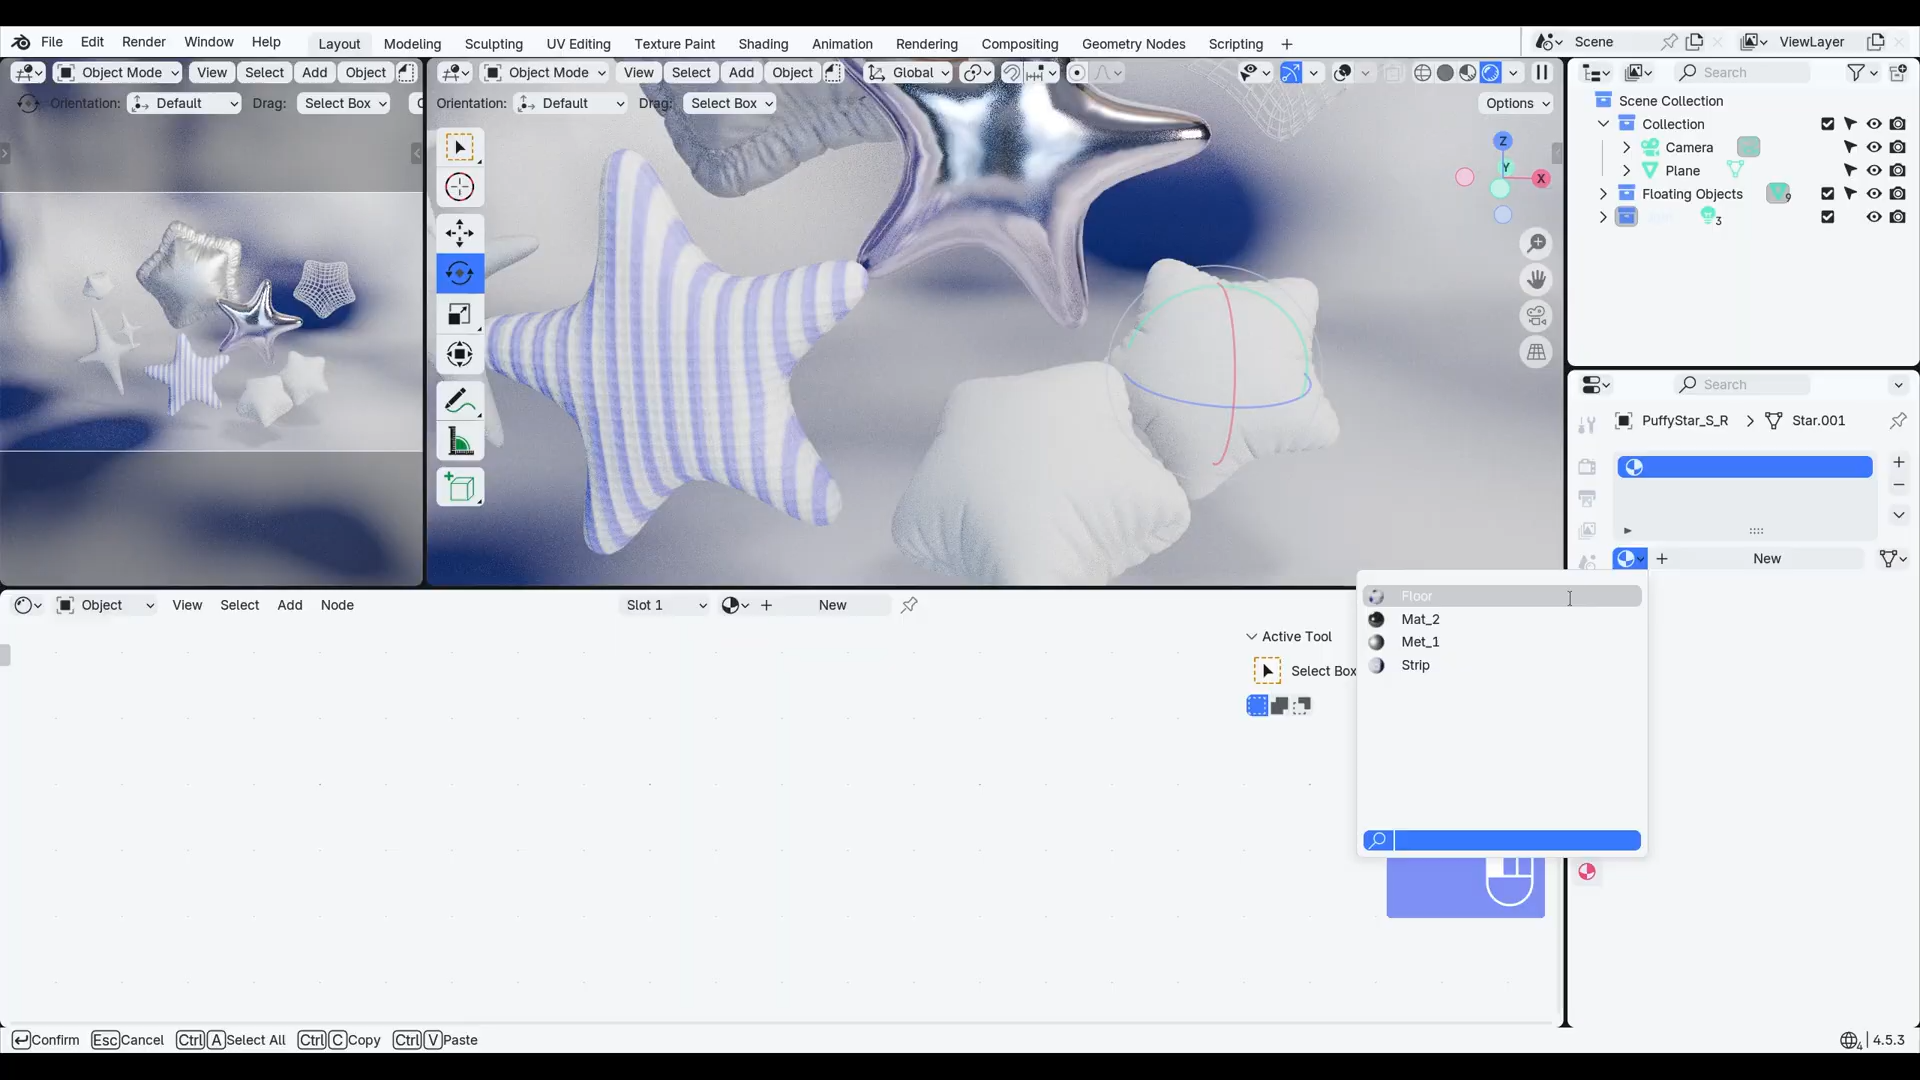 File Edit Render Window Help Layout Modeling Sculpting UV Editing Texture Paint Shading Animation Rendering Compositing Geometry Nodes Scripting + Scene ViewLayer
Object Mode View Select Add Object Object Mode View Select Add Object Global Search
Orientation: Default Drag: Select Box Orientation: Default Drag: Select Box Options
Scene Collection
Collection
Camera
Plane
Floating Objects 9
3
Z
Y
X
Search
PuffyStar_S_R > Star.001
New
Object View Select Add Node Slot 1 New
Floor
Mat_2
Met_1
Strip
Active Tool
Select Box
Confirm Esc Cancel Ctrl A Select All Ctrl C Copy Ctrl V Paste 4 4.5.3